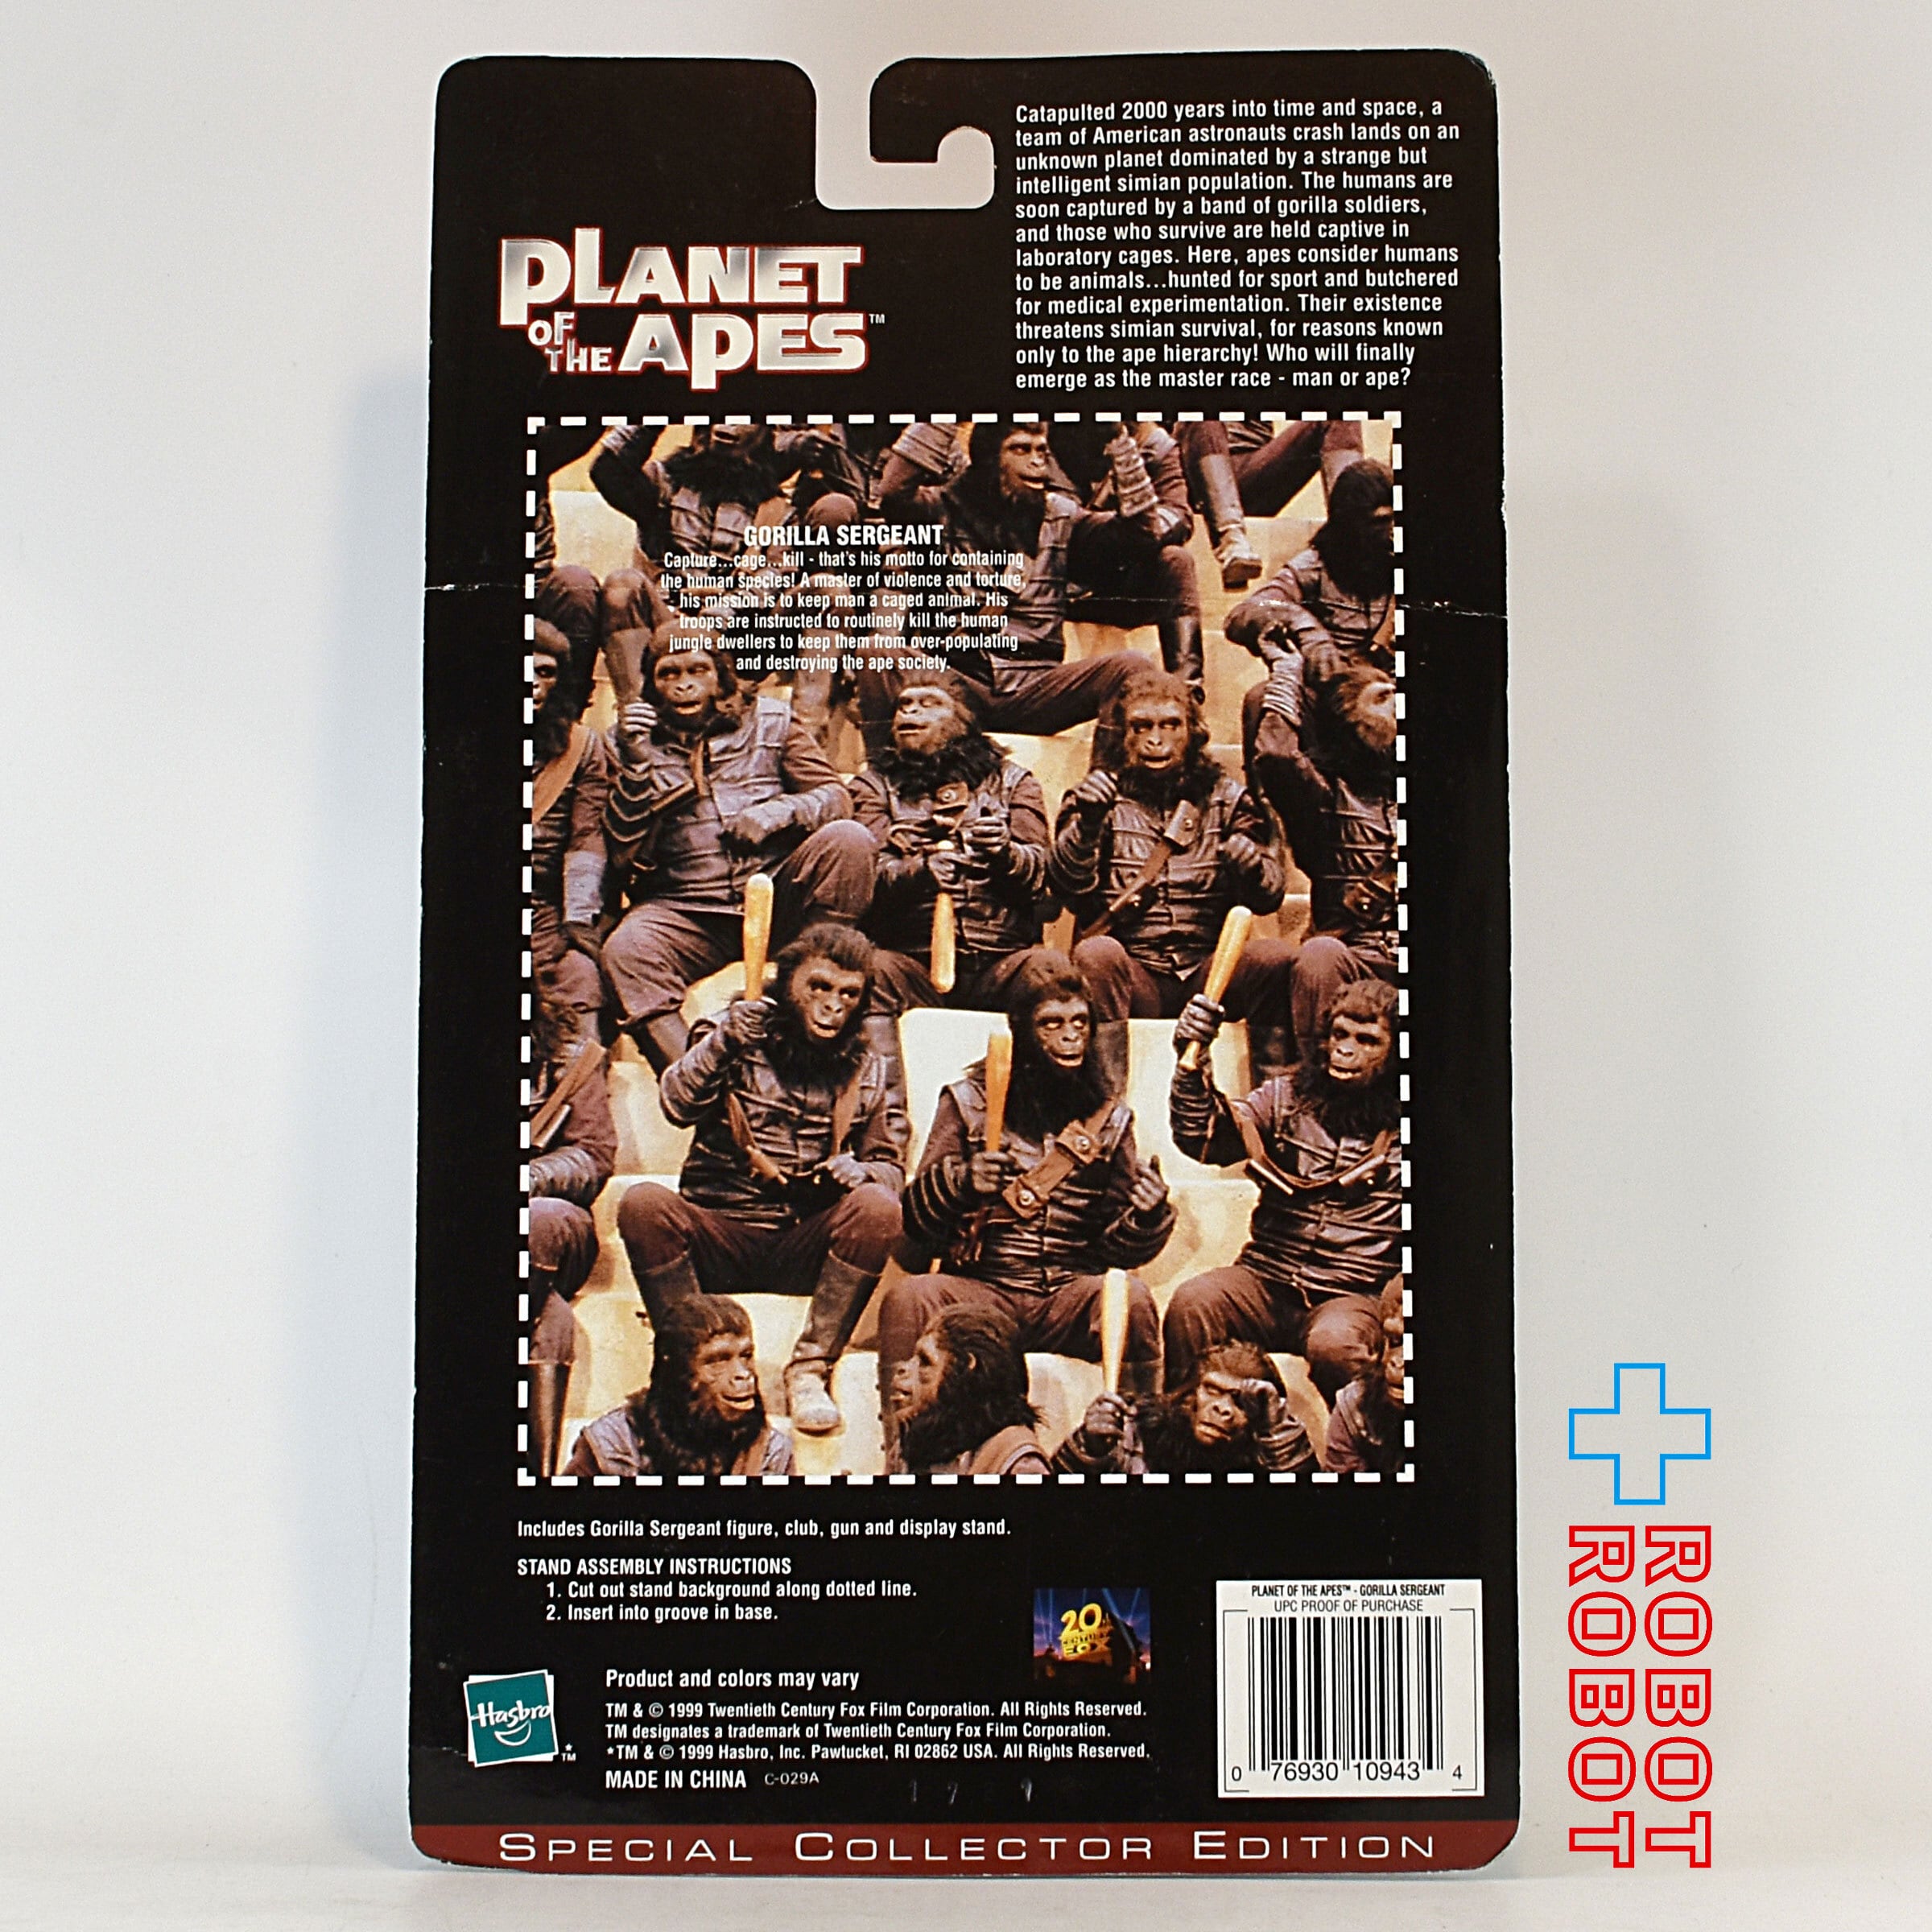 Catapulted 2000 years into time and space, a
team of American astronauts crash lands on an
unknown planet dominated by a strange but
intelligent simian population. The humans are
soon captured by a band of gorilla soldiers,
and those who survive are held captive in
laboratory cages. Here, apes consider humans
to be animals...hunted for sport and butchered
for medical experimentation. Their existence
threatens simian survival, for reasons known
only to the ape hierarchy! Who will finally
emerge as the master race - man or ape?
PLANET
OF
THE APES™
GORILLA SERGEANT
Capture...cage...kill - that's his motto for containing
the human species! A master of violence and torture,
his mission is to keep man a caged animal. His
troops are instructed to routinely kill the human
jungle dwellers to keep them from over-populating
and destroying the ape society.
Includes Gorilla Sergeant figure, club, gun and display stand.
STAND ASSEMBLY INSTRUCTIONS
1. Cut out stand background along dotted line.
2. Insert into groove in base.
20th
CENTURY
FOX
PLANET OF THE APES™ - GORILLA SERGEANT
UPC PROOF OF PURCHASE
0 76930 10943 4
Hasbro
*™
Product and colors may vary
TM & © 1999 Twentieth Century Fox Film Corporation. All Rights Reserved.
TM designates a trademark of Twentieth Century Fox Film Corporation.
*TM & © 1999 Hasbro, Inc. Pawtucket, RI 02862 USA. All Rights Reserved.
MADE IN CHINA C-029A
SPECIAL COLLECTOR EDITION
ROBOT
ROBOT